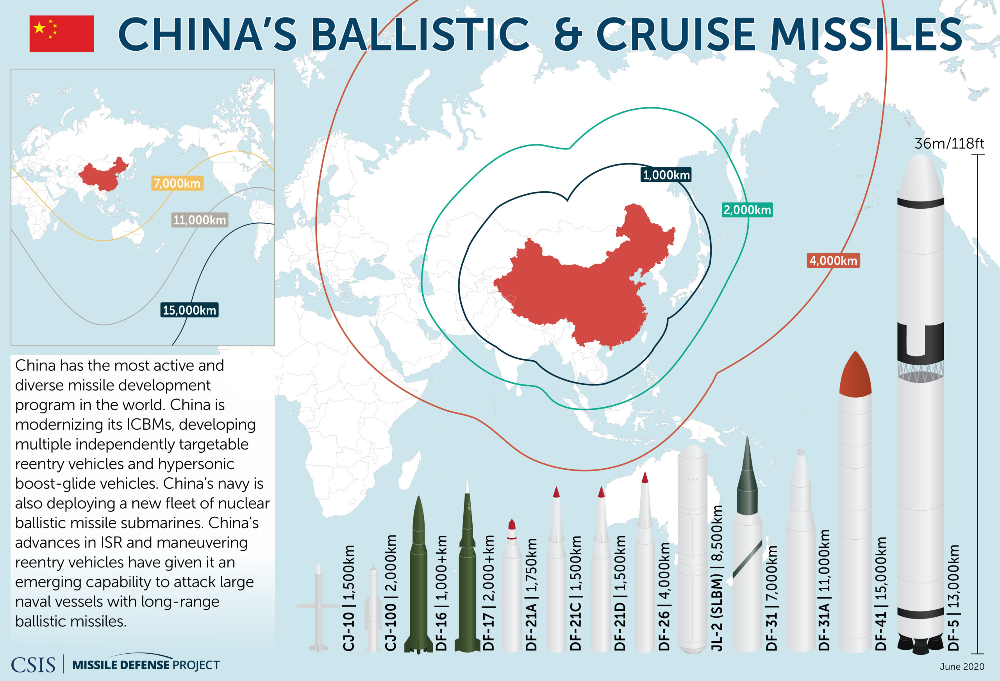 CHINA’S BALLISTIC & CRUISE MISSILES
7,000km
11,000km
15,000km
1,000km
2,000km
4,000km
36m/118ft
China has the most active and
diverse missile development
program in the world. China is
modernizing its ICBMs, developing
multiple independently targetable
reentry vehicles and hypersonic
boost-glide vehicles. China’s navy is
also deploying a new fleet of nuclear
ballistic missile submarines. China’s
advances in ISR and maneuvering
reentry vehicles have given it an
emerging capability to attack large
naval vessels with long-range
ballistic missiles.
CJ-10 | 1,500km
CJ-100 | 2,000km
DF-16 | 1,000+km
DF-17
DF-17 | 2,000+km
DF-21A | 1,750km
DF-21C | 1,500km
DF-21D | 1,500km
DF-26 | 4,000km
JL-2 (SLBM) | 8,500km
DF-31 | 7,000km
DF-31A | 11,000km
DF-41 | 15,000km
DF-5 | 13,000km
CSIS | MISSILE DEFENSE PROJECT
June 2020